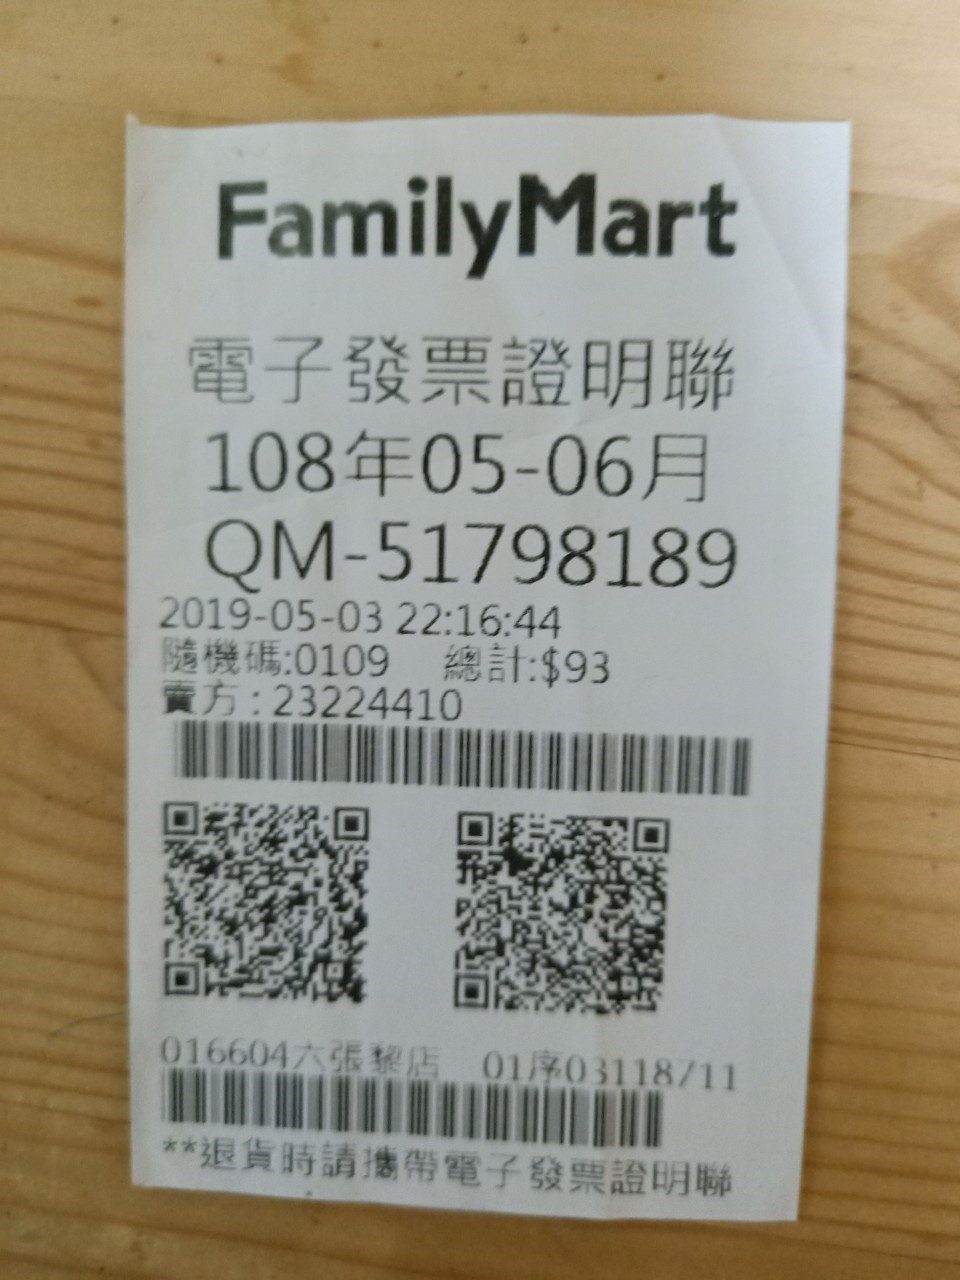 FamilyMart
電子發票證明聯
108年05-06月
QM-51798189
2019-05-03 22:16:44
隨機碼:0109 總計:$93
賣方:23224410
016604六張黎店 01序03118711
**退貨時請攜帶電子發票證明聯